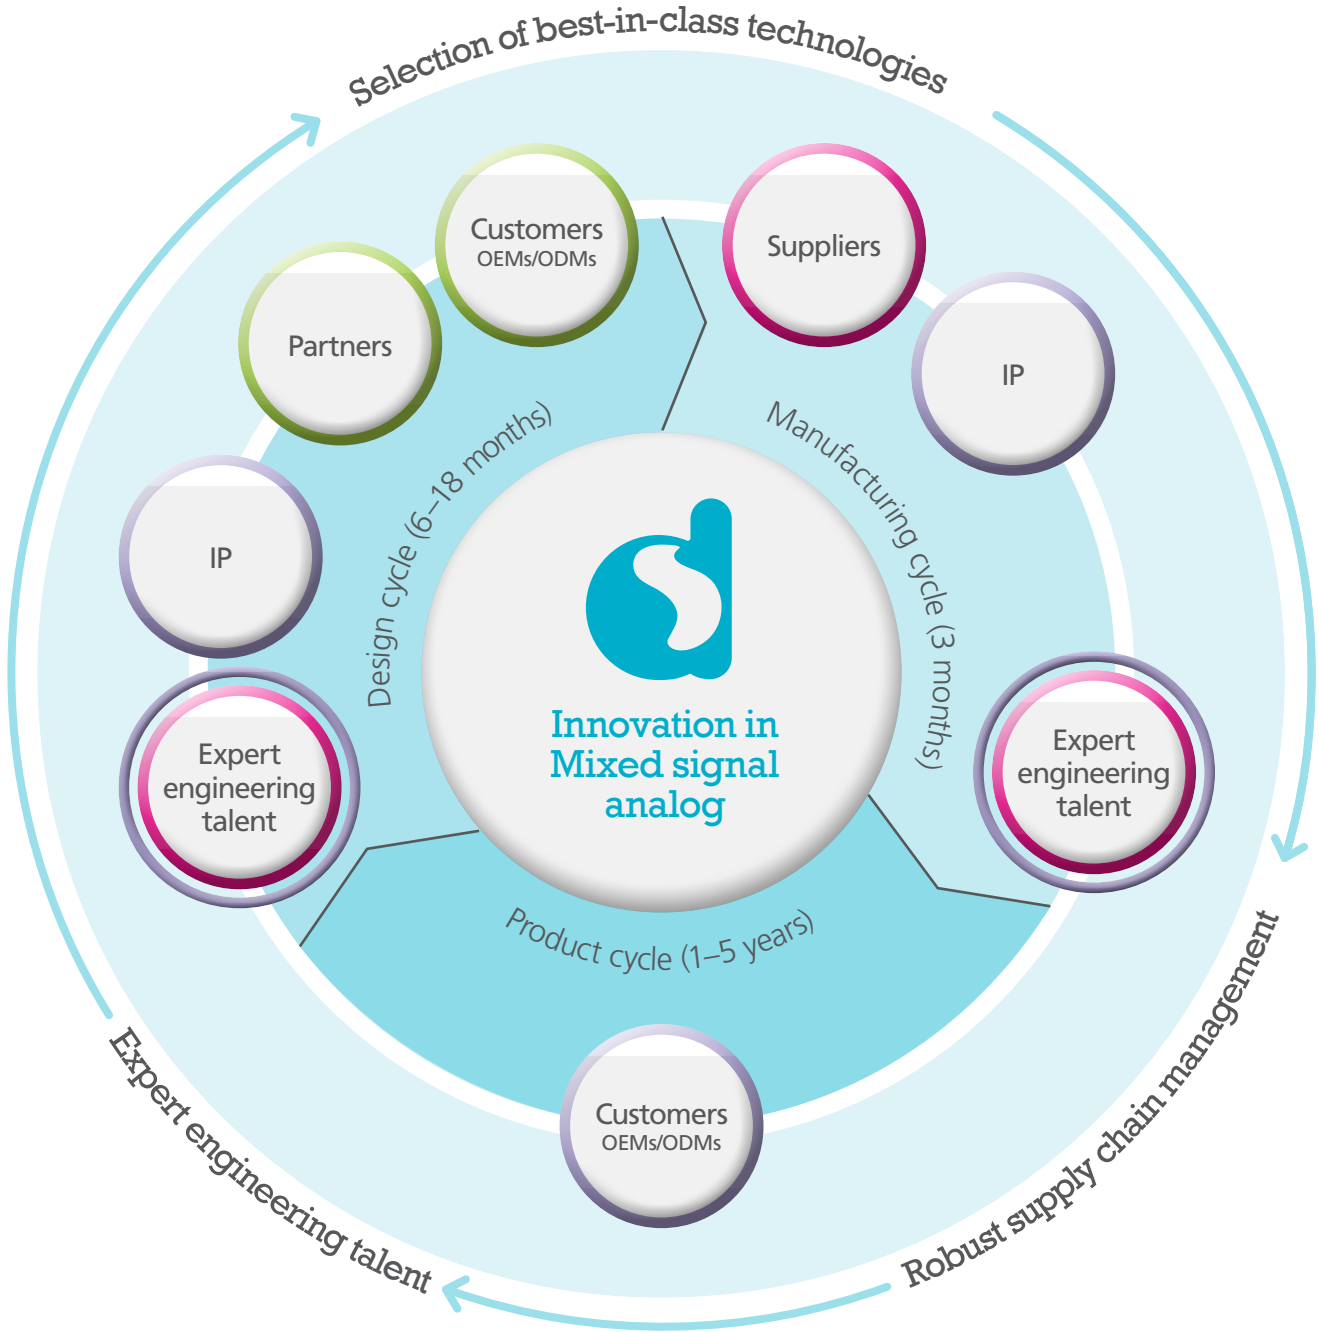 Selection of best-in-class technologies
Customers
OEMs/ODMs
Suppliers
Partners
IP
IP
Design cycle (6–18 months)
Manufacturing cycle (3 months)
Innovation in
Mixed signal
analog
Expert
engineering
talent
Expert
engineering
talent
Product cycle (1–5 years)
Customers
OEMs/ODMs
Expert engineering talent
Robust supply chain management